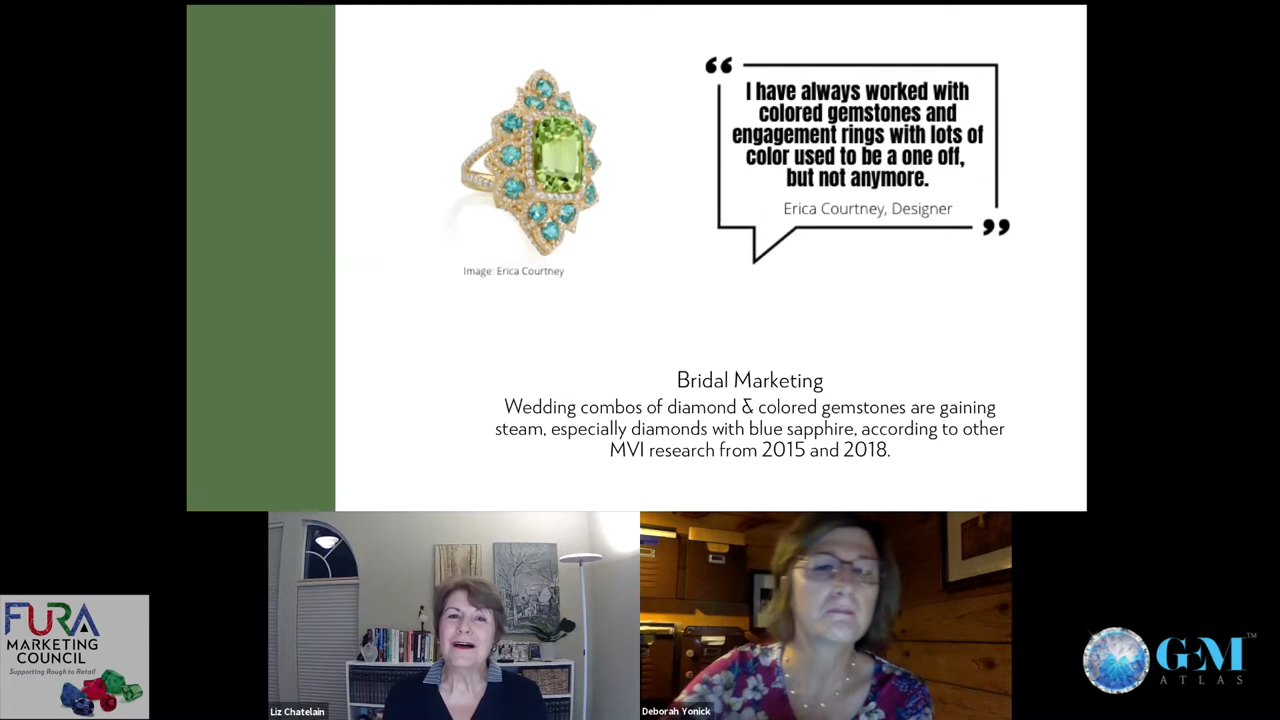 “
I have always worked with
colored gemstones and
engagement rings with lots of
color used to be a one off,
but not anymore.
Erica Courtney, Designer
”
Image: Erica Courtney
Bridal Marketing
Wedding combos of diamond & colored gemstones are gaining
steam, especially diamonds with blue sapphire, according to other
MVI research from 2015 and 2018.
FURA
MARKETING
COUNCIL
Supporting Rough to Retail
Liz Chatelain
Deborah Yonick
GEM™
ATLAS